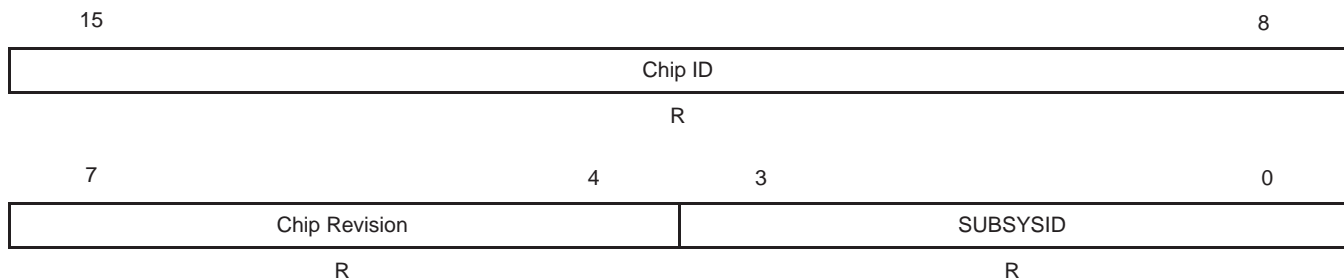 15 8
Chip ID
R
7 4 3 0
Chip Revision SUBSYSID
R R